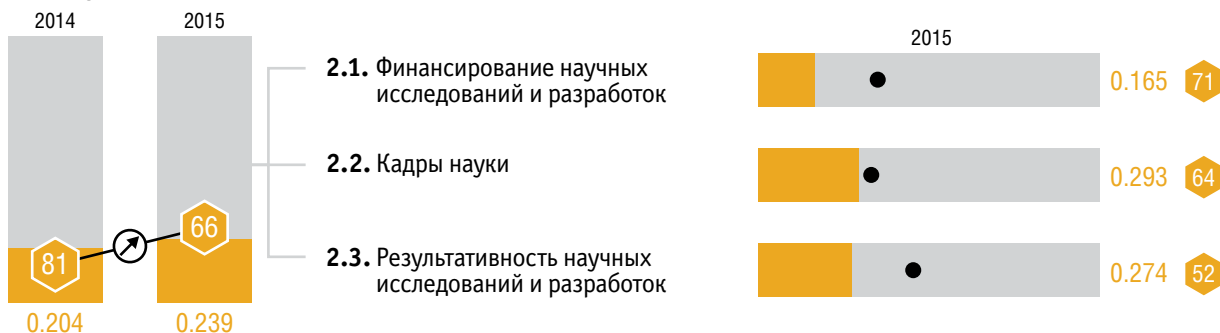 2014
2015
81
66
0.204
0.239
2.1. Финансирование научных
исследований и разработок
2.2. Кадры науки
2.3. Результативность научных
исследований и разработок
2015
0.165 71
0.293 64
0.274 52